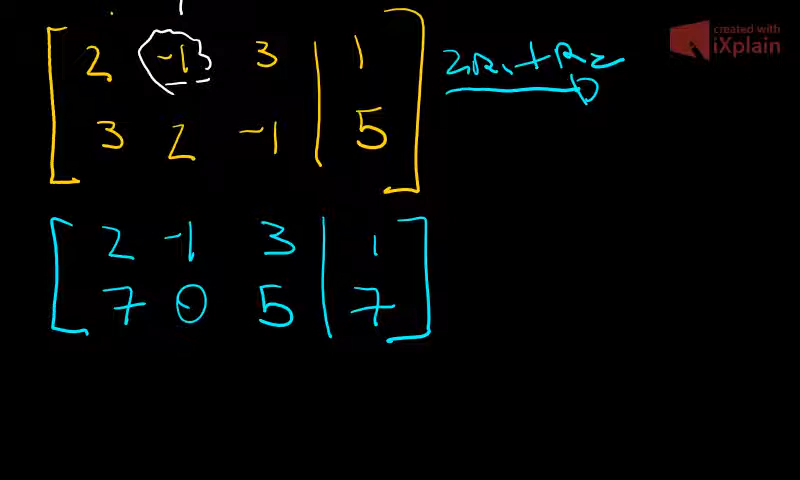 2 -1 3 | 1 2R₁+R₂
3 2 -1 | 5
2 -1 3 | 1
7 0 5 | 7
created with
iXplain